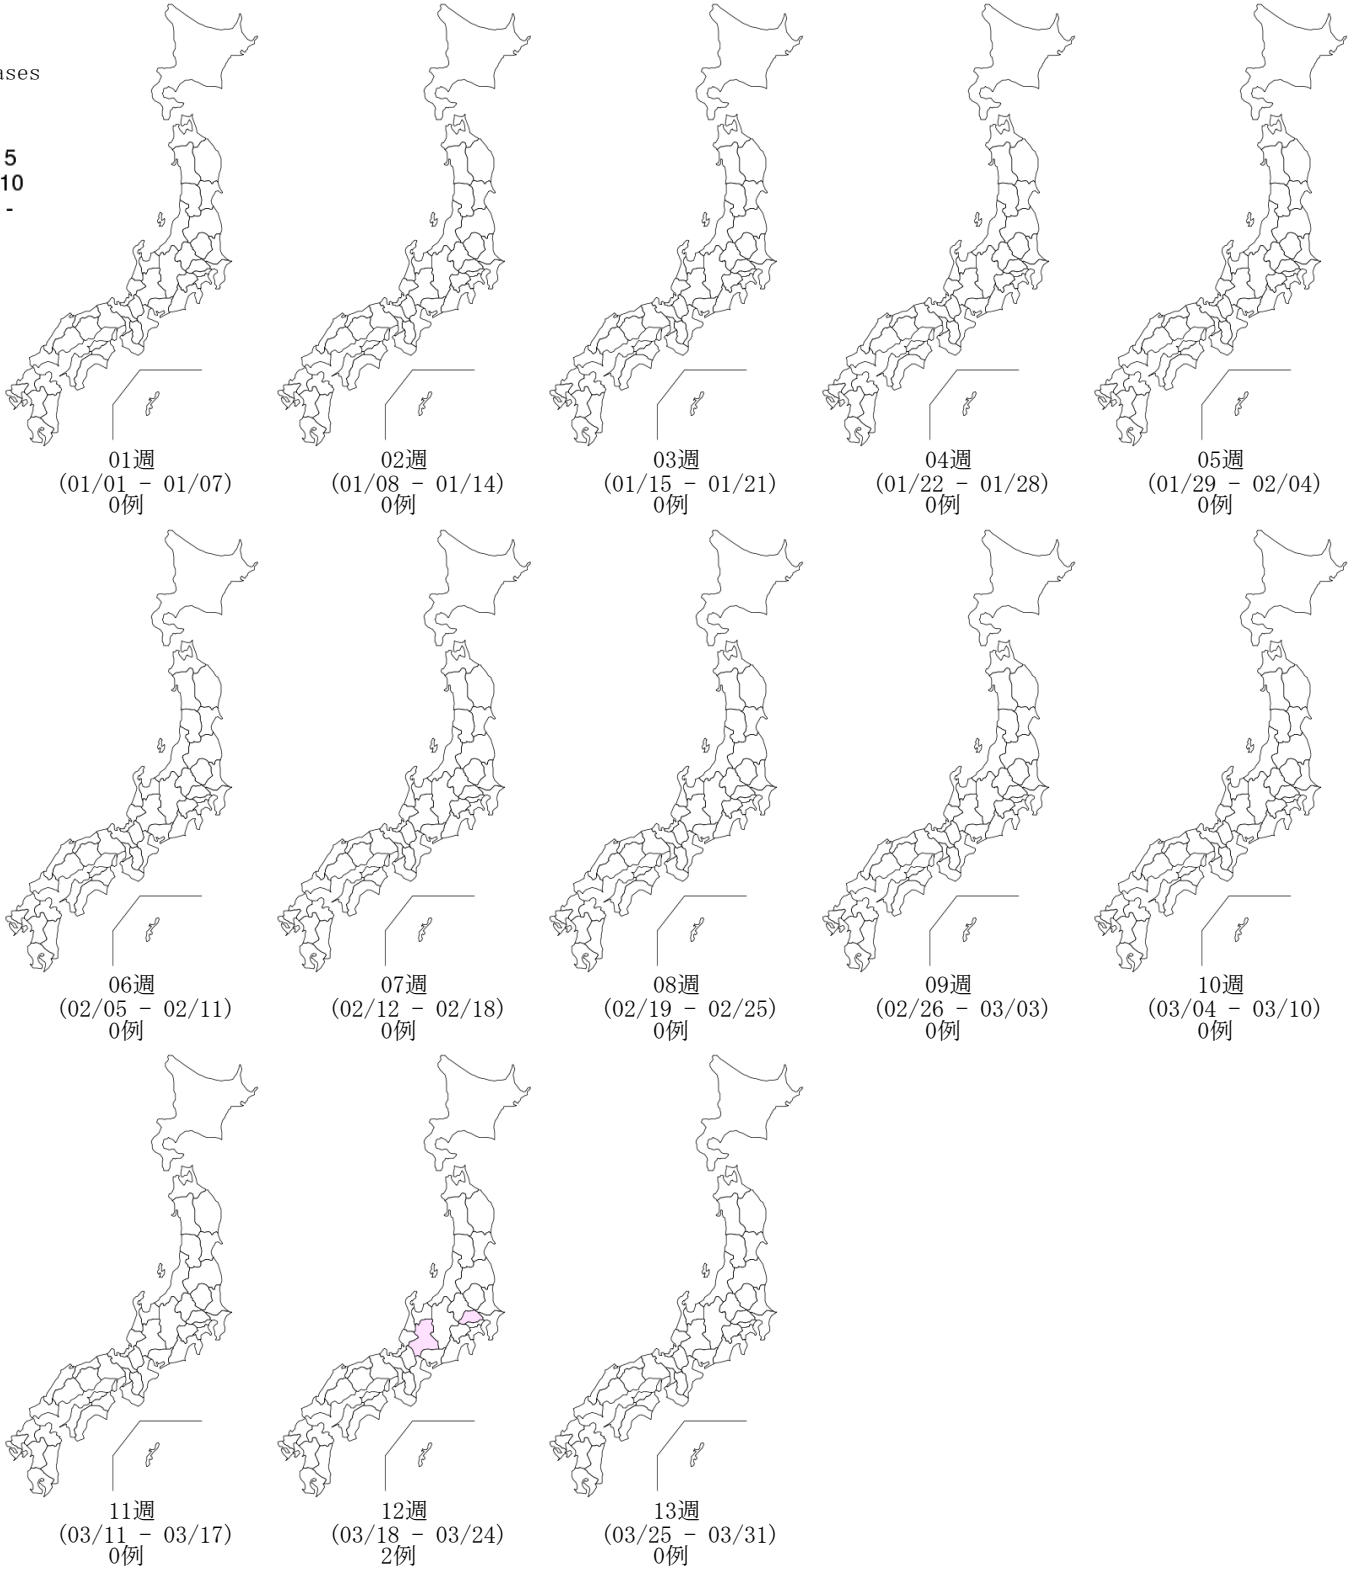 ases
5
10
-
01週
(01/01 - 01/07)
0例
02週
(01/08 - 01/14)
0例
03週
(01/15 - 01/21)
0例
04週
(01/22 - 01/28)
0例
05週
(01/29 - 02/04)
0例
06週
(02/05 - 02/11)
0例
07週
(02/12 - 02/18)
0例
08週
(02/19 - 02/25)
0例
09週
(02/26 - 03/03)
0例
10週
(03/04 - 03/10)
0例
11週
(03/11 - 03/17)
0例
12週
(03/18 - 03/24)
2例
13週
(03/25 - 03/31)
0例